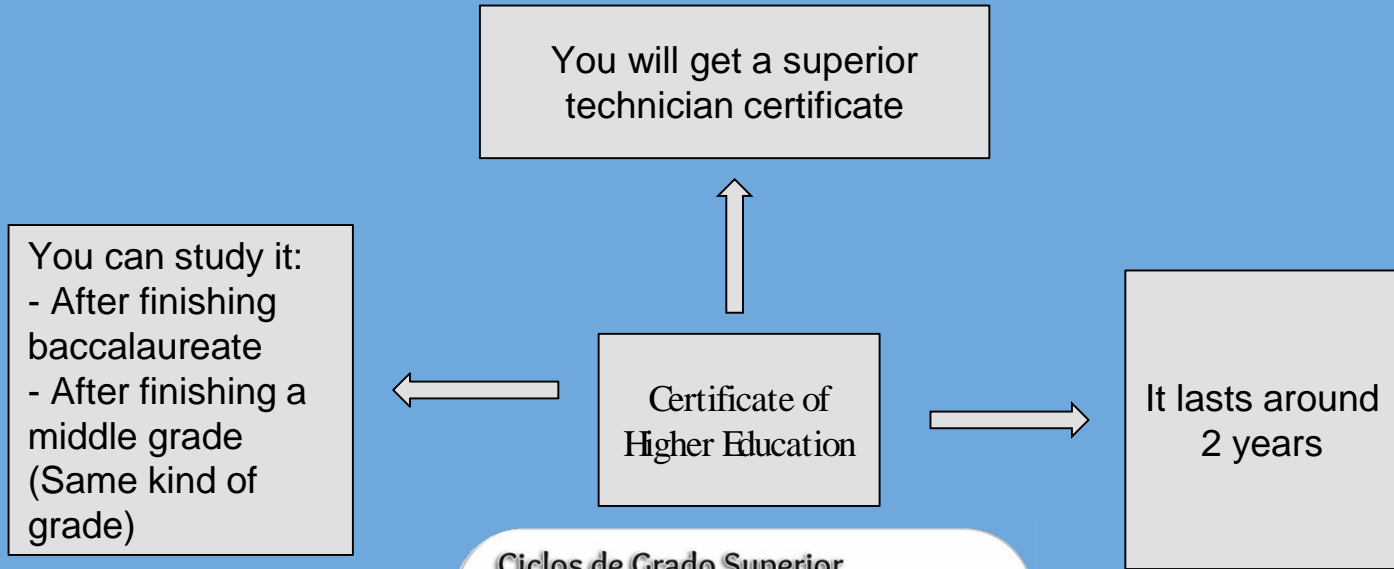 You will get a superior
technician certificate
You can study it:
- After finishing
baccalaureate
- After finishing a
middle grade
(Same kind of
grade)
Certificate of
Higher Education
It lasts around
2 years
Ciclos de Grado Superior